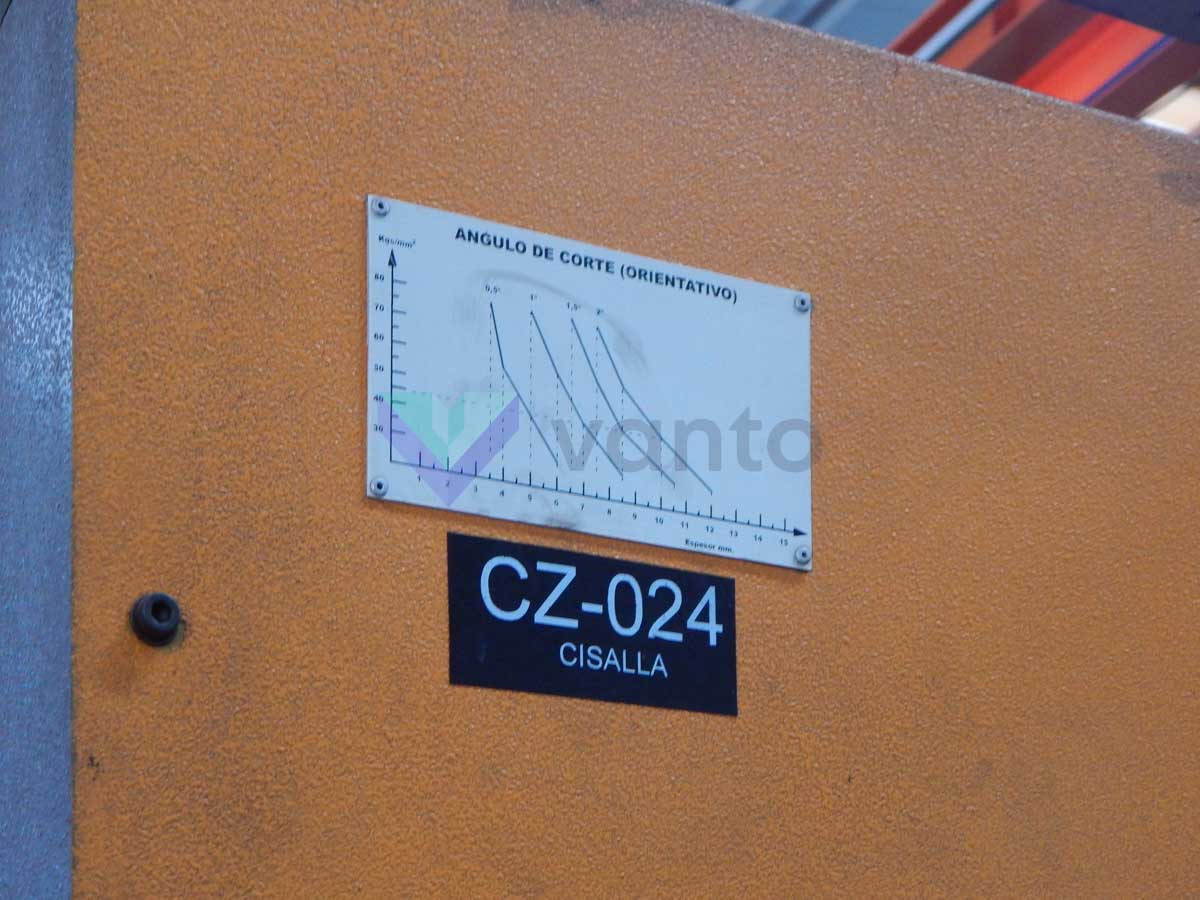 ANGULO DE CORTE (ORIENTATIVO)
Kgs/mm²
80
70
60
50
40
30
0,5° 1° 1,5° 2°
1 2 3 4 5 6 7 8 9 10 11 12 13 14 15
Espesor mm.
vanto
CZ-024
CISALLA